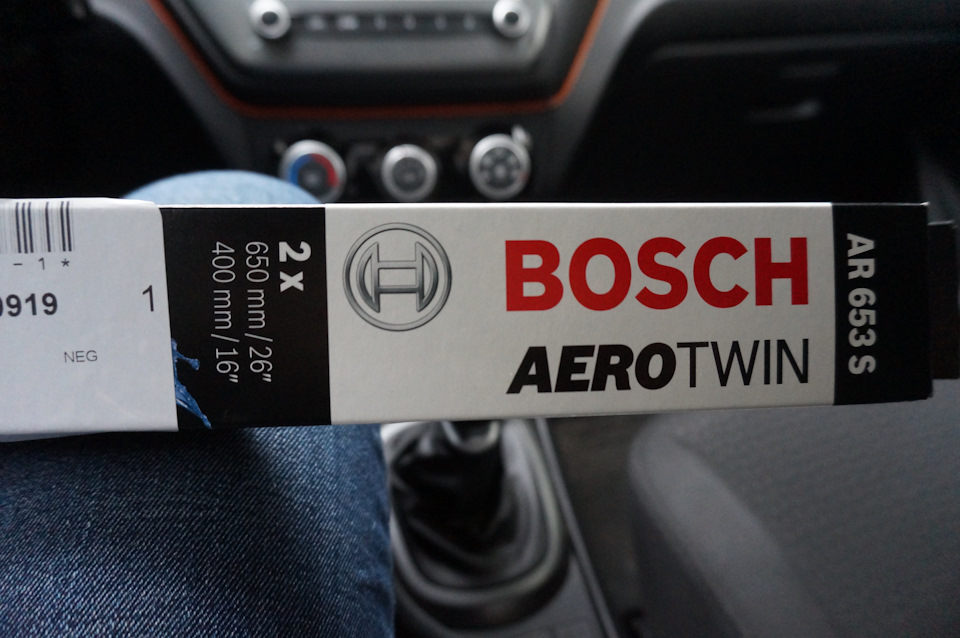 - 1 *
0919
1
NEG
2 x
650 mm / 26"
400 mm / 16"
BOSCH
AEROTWIN
AR 653 S